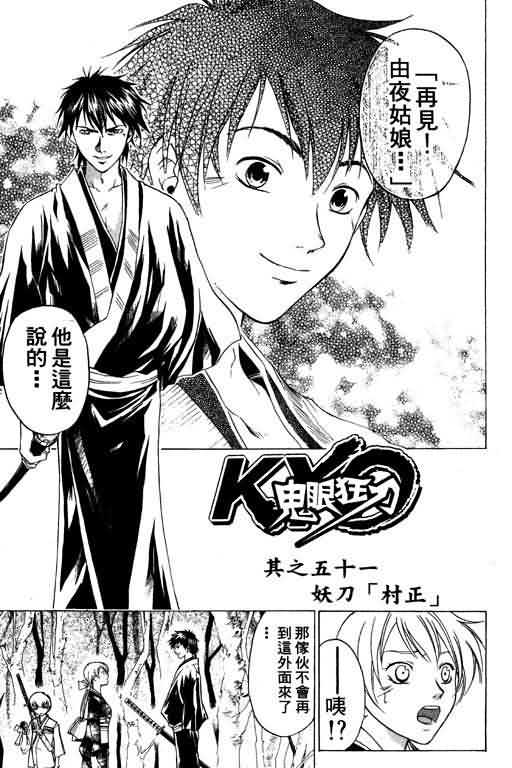 「再見！
由夜姑娘……」
他是這麼
說的…
KYO
鬼眼狂刀
其之五十一
妖刀「村正」
——咦!?
那傢伙不會再
到這外面來了
…